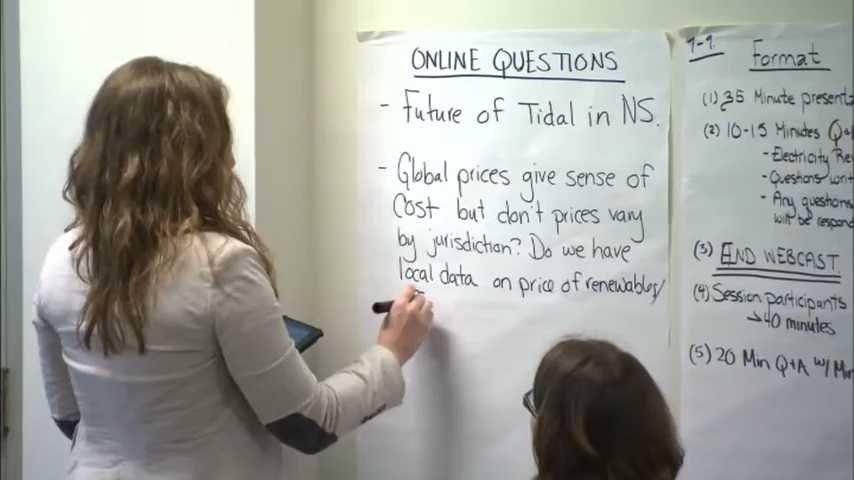 ONLINE QUESTIONS
- Future of Tidal in NS.
- Global prices give sense of
cost but don't prices vary
by jurisdiction? Do we have
local data on price of renewables/
Format
(1) 35 Minute
(2) 10-15 Minutes
- Electricity
- Questions
- Any questions
will be
(3) END WEBCAST.
(4) Session participants
→40 minutes
(5) 20 Min Q+A w/